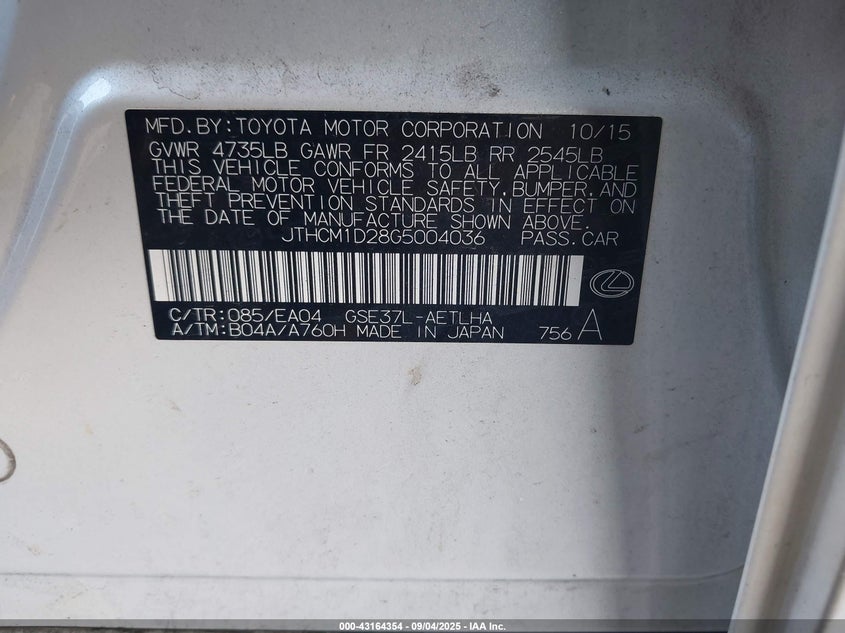 MFD.BY:TOYOTA MOTOR CORPORATION 10/15
GVWR 4735LB GAWR FR 2415LB RR 2545LB
THIS VEHICLE CONFORMS TO ALL APPLICABLE
FEDERAL MOTOR VEHICLE SAFETY,BUMPER,AND
THEFT PREVENTION STANDARDS IN EFFECT ON
THE DATE OF MANUFACTURE SHOWN ABOVE.
JTHCM1D28G5004036 PASS.CAR
C/TR:085/EA04 GSE37L-AETLHA
A/TM:B04A/A760H MADE IN JAPAN 756 A
000-43164354 - 09/04/2025 - IAA Inc.